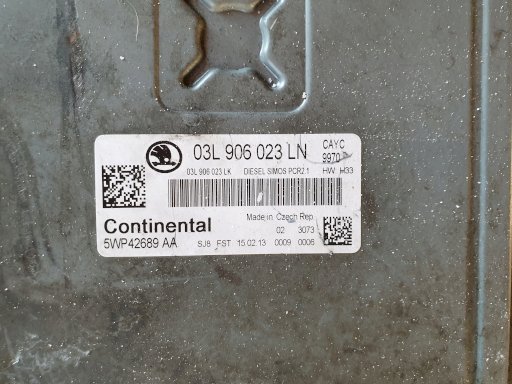 03L 906 023 LN
CAYC
9970
03L 906 023 LK DIESEL SIMOS PCR2.1 HW H33
Continental
Made in Czech Rep.
02 3073
5WP42689 AA SJ8 FST 15.02.13 0009 0006